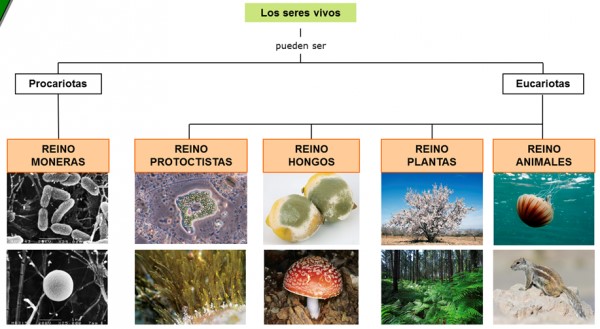 Los seres vivos
pueden ser
Procariotas
Eucariotas
REINO
MONERAS
REINO
PROTOCTISTAS
REINO
HONGOS
REINO
PLANTAS
REINO
ANIMALES